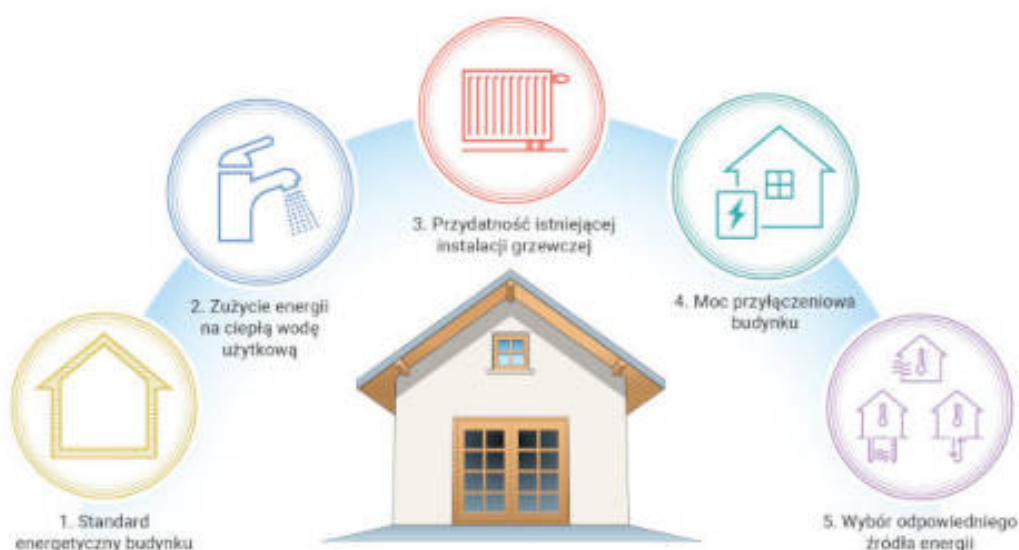 1. Standard
energetyczny budynku
2. Zużycie energii
na ciepłą wodę
użytkową
3. Przydatność istniejącej
instalacji grzewczej
4. Moc przyłączeniowa
budynku
5. Wybór odpowiedniego
źródła energii